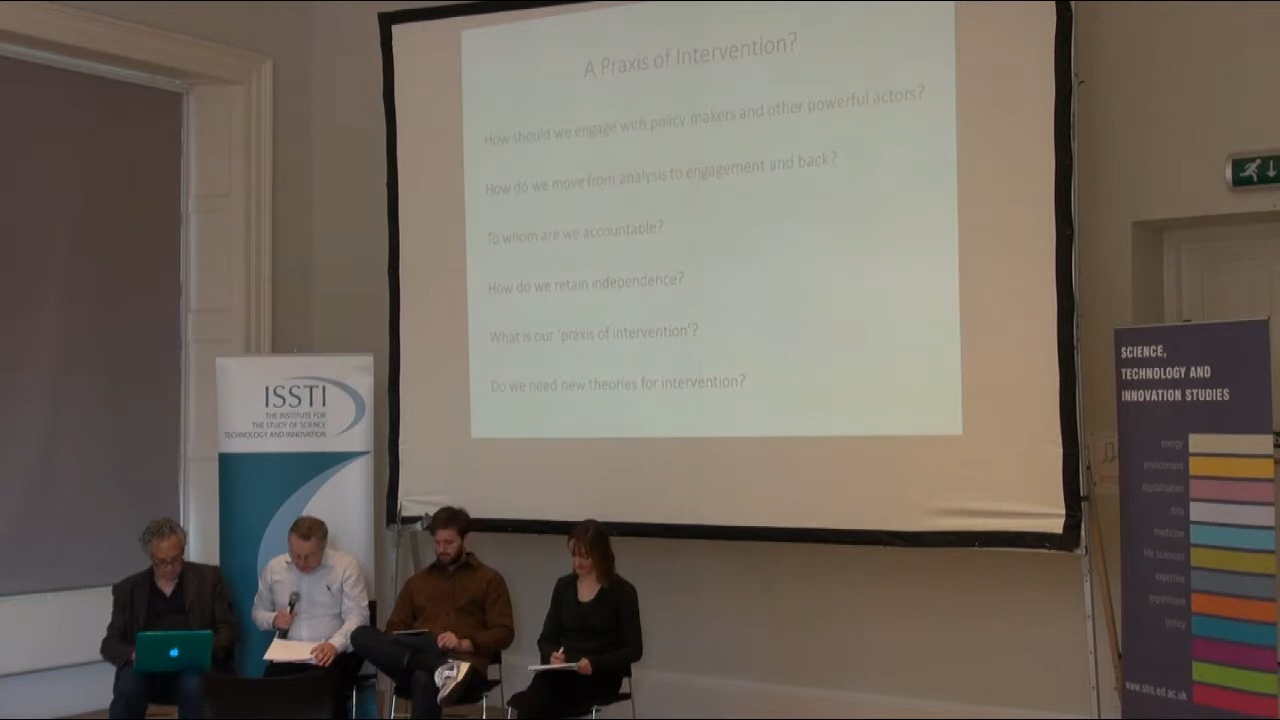 A Praxis of Intervention?
How should we engage with policy makers and other powerful actors?
How do we move from analysis to engagement and back?
To whom are we accountable?
How do we retain independence?
What is our 'praxis of intervention'?
Do we need new theories for intervention?
ISSTI
THE INSTITUTE FOR
THE STUDY OF SCIENCE
TECHNOLOGY AND INNOVATION
SCIENCE,
TECHNOLOGY AND
INNOVATION STUDIES
energy
environment
digitalisation
data
medicine
life sciences
expertise
policy
www.stis.ed.ac.uk